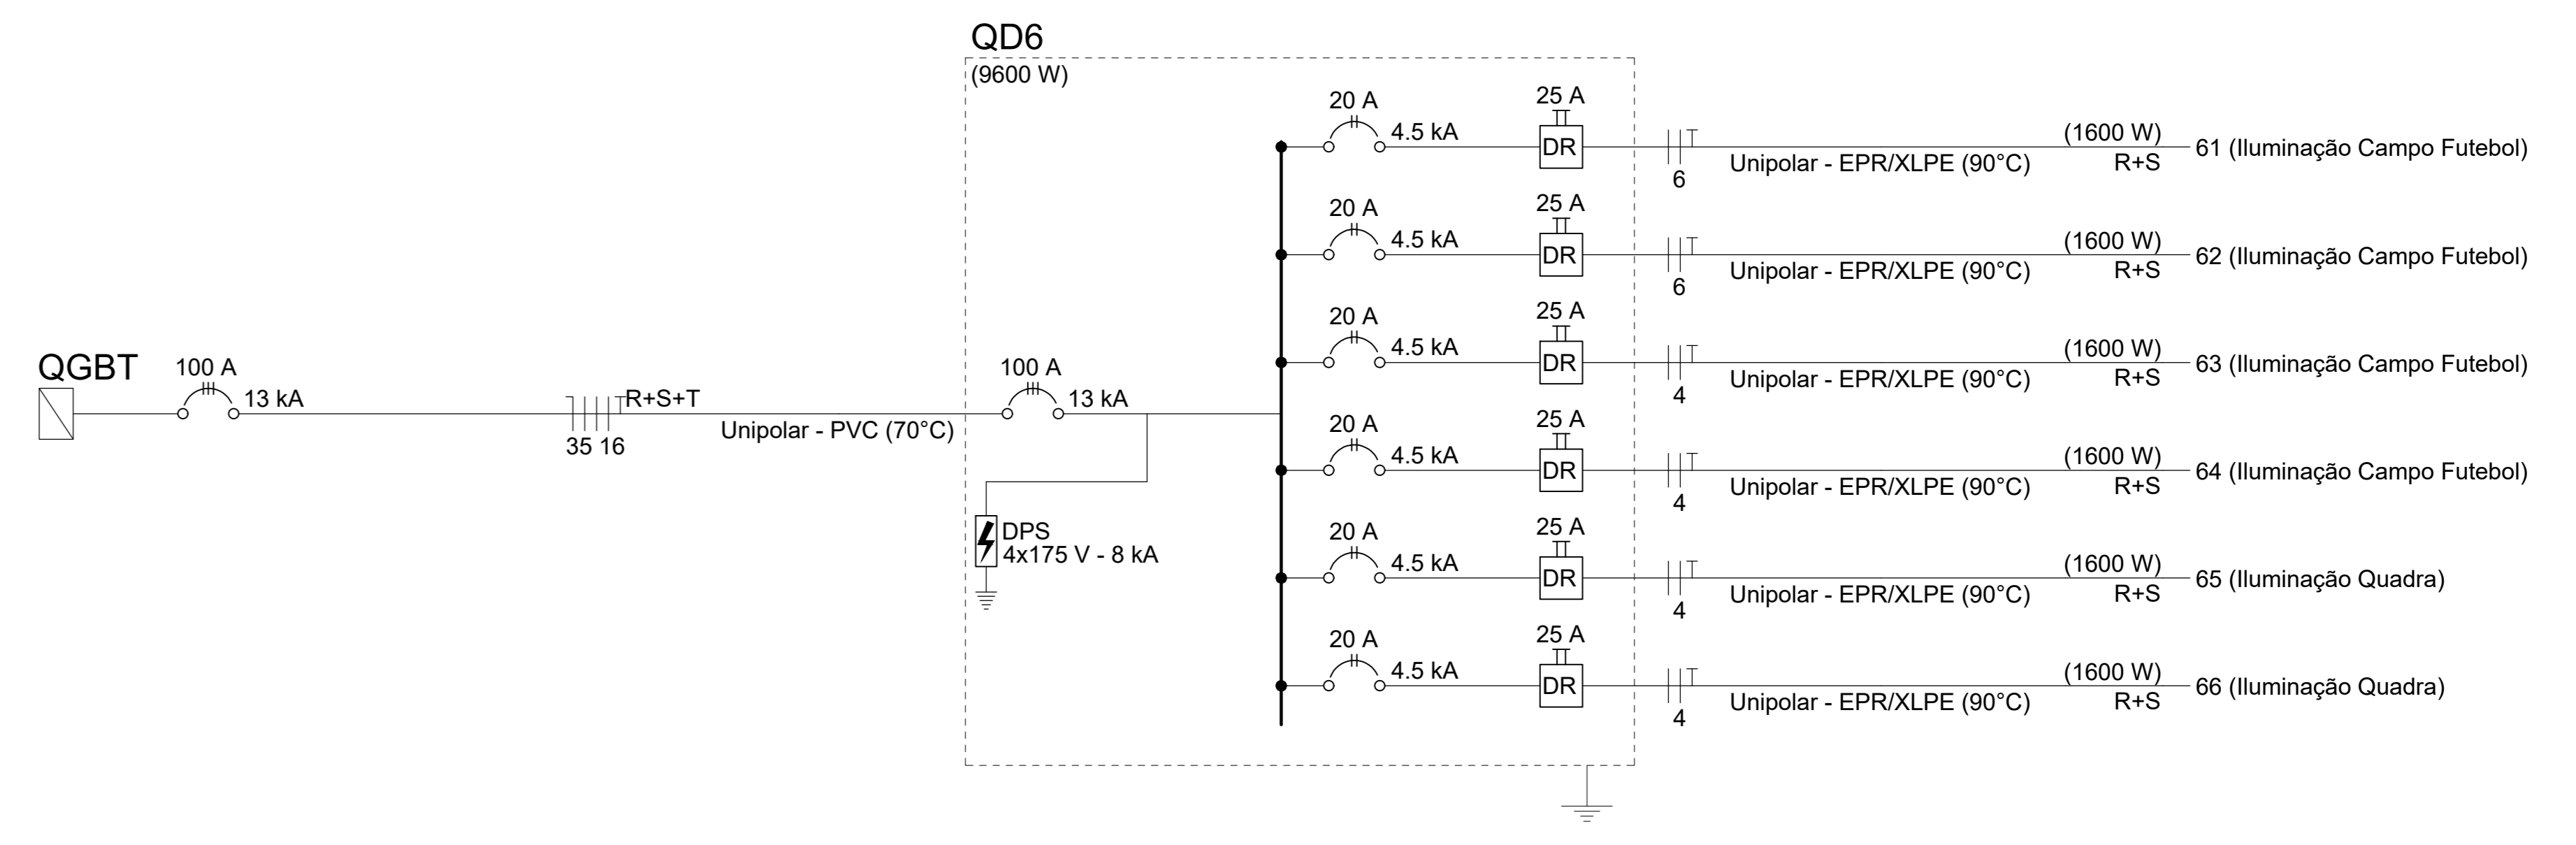 QD6
(9600 W)
QGBT
100 A
13 kA
R+S+T
35 16
Unipolar - PVC (70°C)
100 A
13 kA
DPS
4x175 V - 8 kA
20 A
4.5 kA
25 A
DR
6
Unipolar - EPR/XLPE (90°C)
(1600 W)
R+S
61 (Iluminação Campo Futebol)
20 A
4.5 kA
25 A
DR
6
Unipolar - EPR/XLPE (90°C)
(1600 W)
R+S
62 (Iluminação Campo Futebol)
20 A
4.5 kA
25 A
DR
4
Unipolar - EPR/XLPE (90°C)
(1600 W)
R+S
63 (Iluminação Campo Futebol)
20 A
4.5 kA
25 A
DR
4
Unipolar - EPR/XLPE (90°C)
(1600 W)
R+S
64 (Iluminação Campo Futebol)
20 A
4.5 kA
25 A
DR
4
Unipolar - EPR/XLPE (90°C)
(1600 W)
R+S
65 (Iluminação Quadra)
20 A
4.5 kA
25 A
DR
4
Unipolar - EPR/XLPE (90°C)
(1600 W)
R+S
66 (Iluminação Quadra)